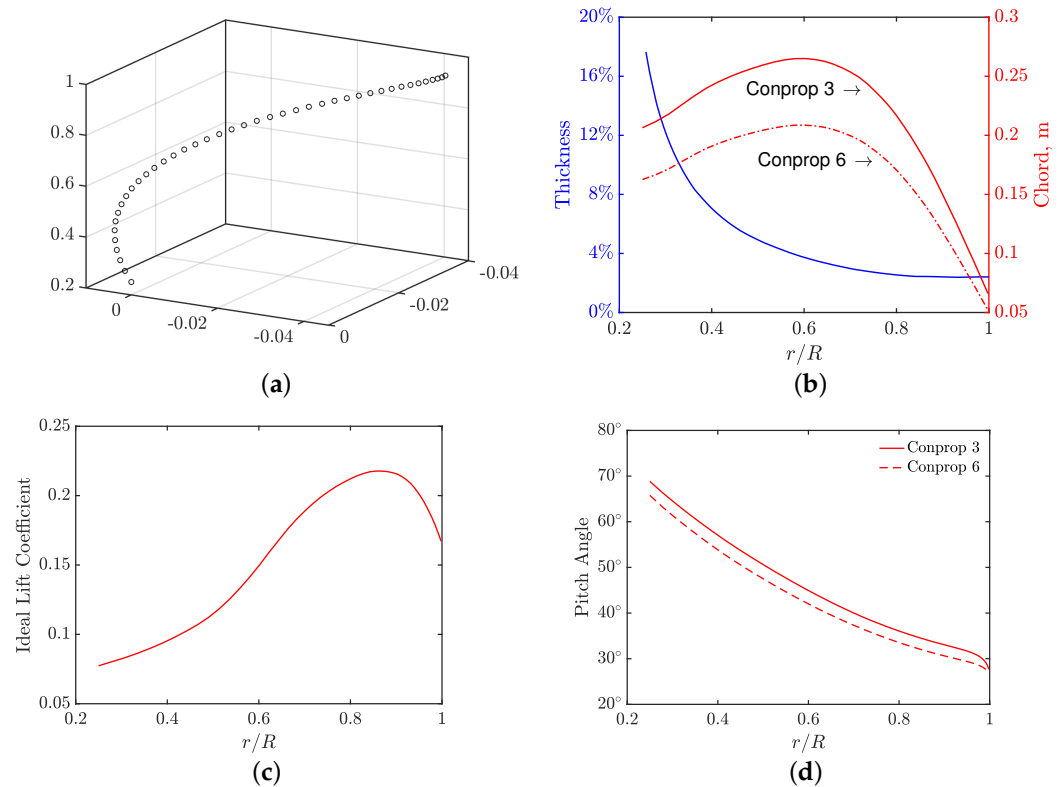 1
0.8
0.6
0.4
0.2
0
-0.02
-0.04
0
-0.02
-0.04
(a)
20%
16%
12%
8%
4%
0%
Thickness
0.3
0.25
0.2
0.15
0.1
0.05
Chord, m
Conprop 3 →
Conprop 6 →
0.2 0.4 0.6 0.8 1
r/R
(b)
0.25
0.2
0.15
0.1
0.05
Ideal Lift Coefficient
0.2 0.4 0.6 0.8 1
r/R
(c)
80°
70°
60°
50°
40°
30°
20°
Pitch Angle
Conprop 3
Conprop 6
0.2 0.4 0.6 0.8 1
r/R
(d)